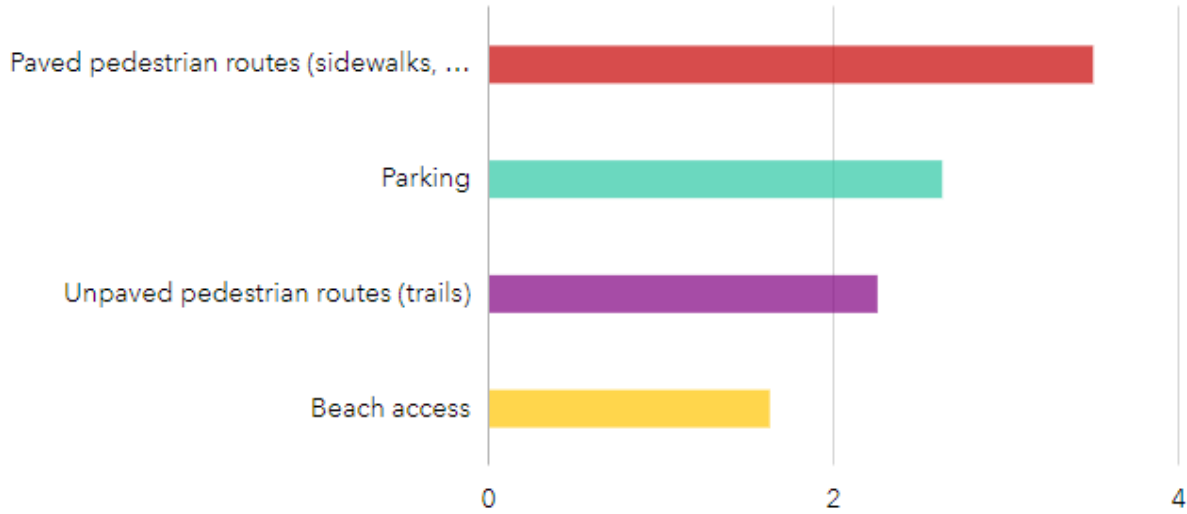 Paved pedestrian routes (sidewalks, ...
Parking
Unpaved pedestrian routes (trails)
Beach access
0 2 4